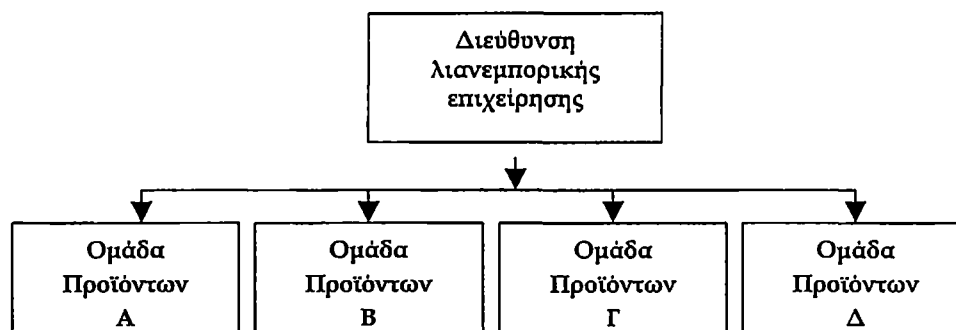 Διεύθυνση
λιανεμπορικής
επιχείρησης
Ομάδα
Προϊόντων
Α
Ομάδα
Προϊόντων
Β
Ομάδα
Προϊόντων
Γ
Ομάδα
Προϊόντων
Δ